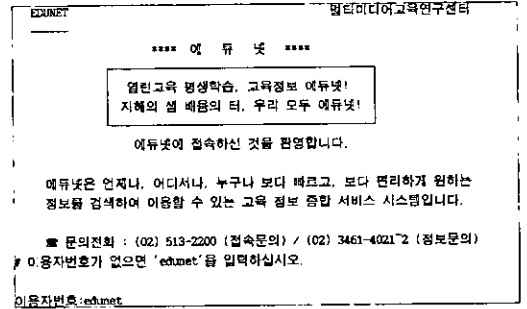 EDUNET 멀티미디어교육연구센터
**** 에 듀 넷 ****
열린교육 평생학습, 교육정보 에듀넷!
지혜의 샘 배움의 터, 우리 모두 에듀넷!
에듀넷에 접속하신 것을 환영합니다.
에듀넷은 언제나, 어디서나, 누구나 보다 빠르고, 보다 편리하게 원하는
정보를 검색하여 이용할 수 있는 교육 정보 종합 서비스 시스템입니다.
☎ 문의전화 : (02) 513-2200 (접속문의) / (02) 3461-4021~2 (정보문의)
이용자번호가 없으면 'edunet'을 입력하십시오.
이용자번호:edunet